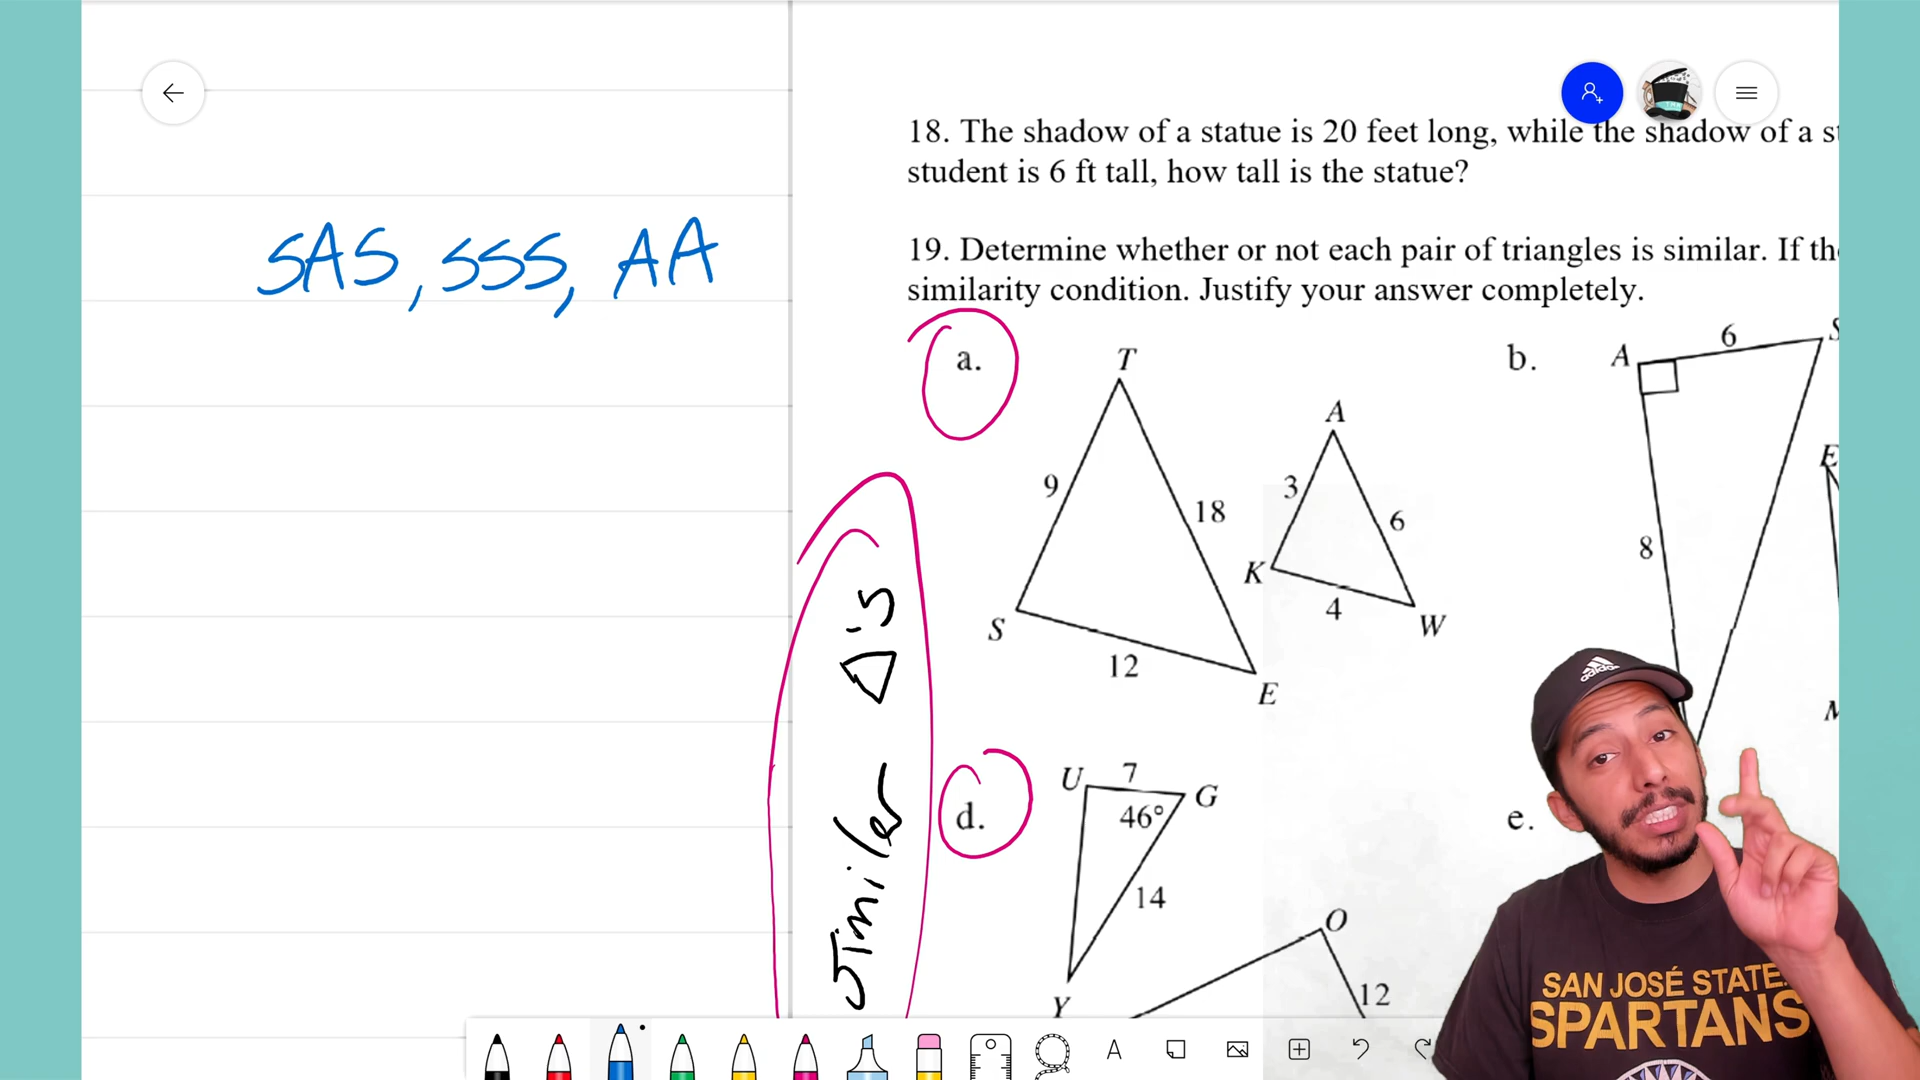 SAS, SSS, AA
18. The shadow of a statue is 20 feet long, while the shadow of a s
student is 6 ft tall, how tall is the statue?
19. Determine whether or not each pair of triangles is similar. If th
similarity condition. Justify your answer completely.
a.
T
9
18
S
12
E
A
3
6
K
4
W
b.
A
6
S
8
E
M
Similar Δ's
d.
U
7
G
46°
14
Y
O
12
e.
adidas
SAN JOSÉ STATE
SPARTANS
A